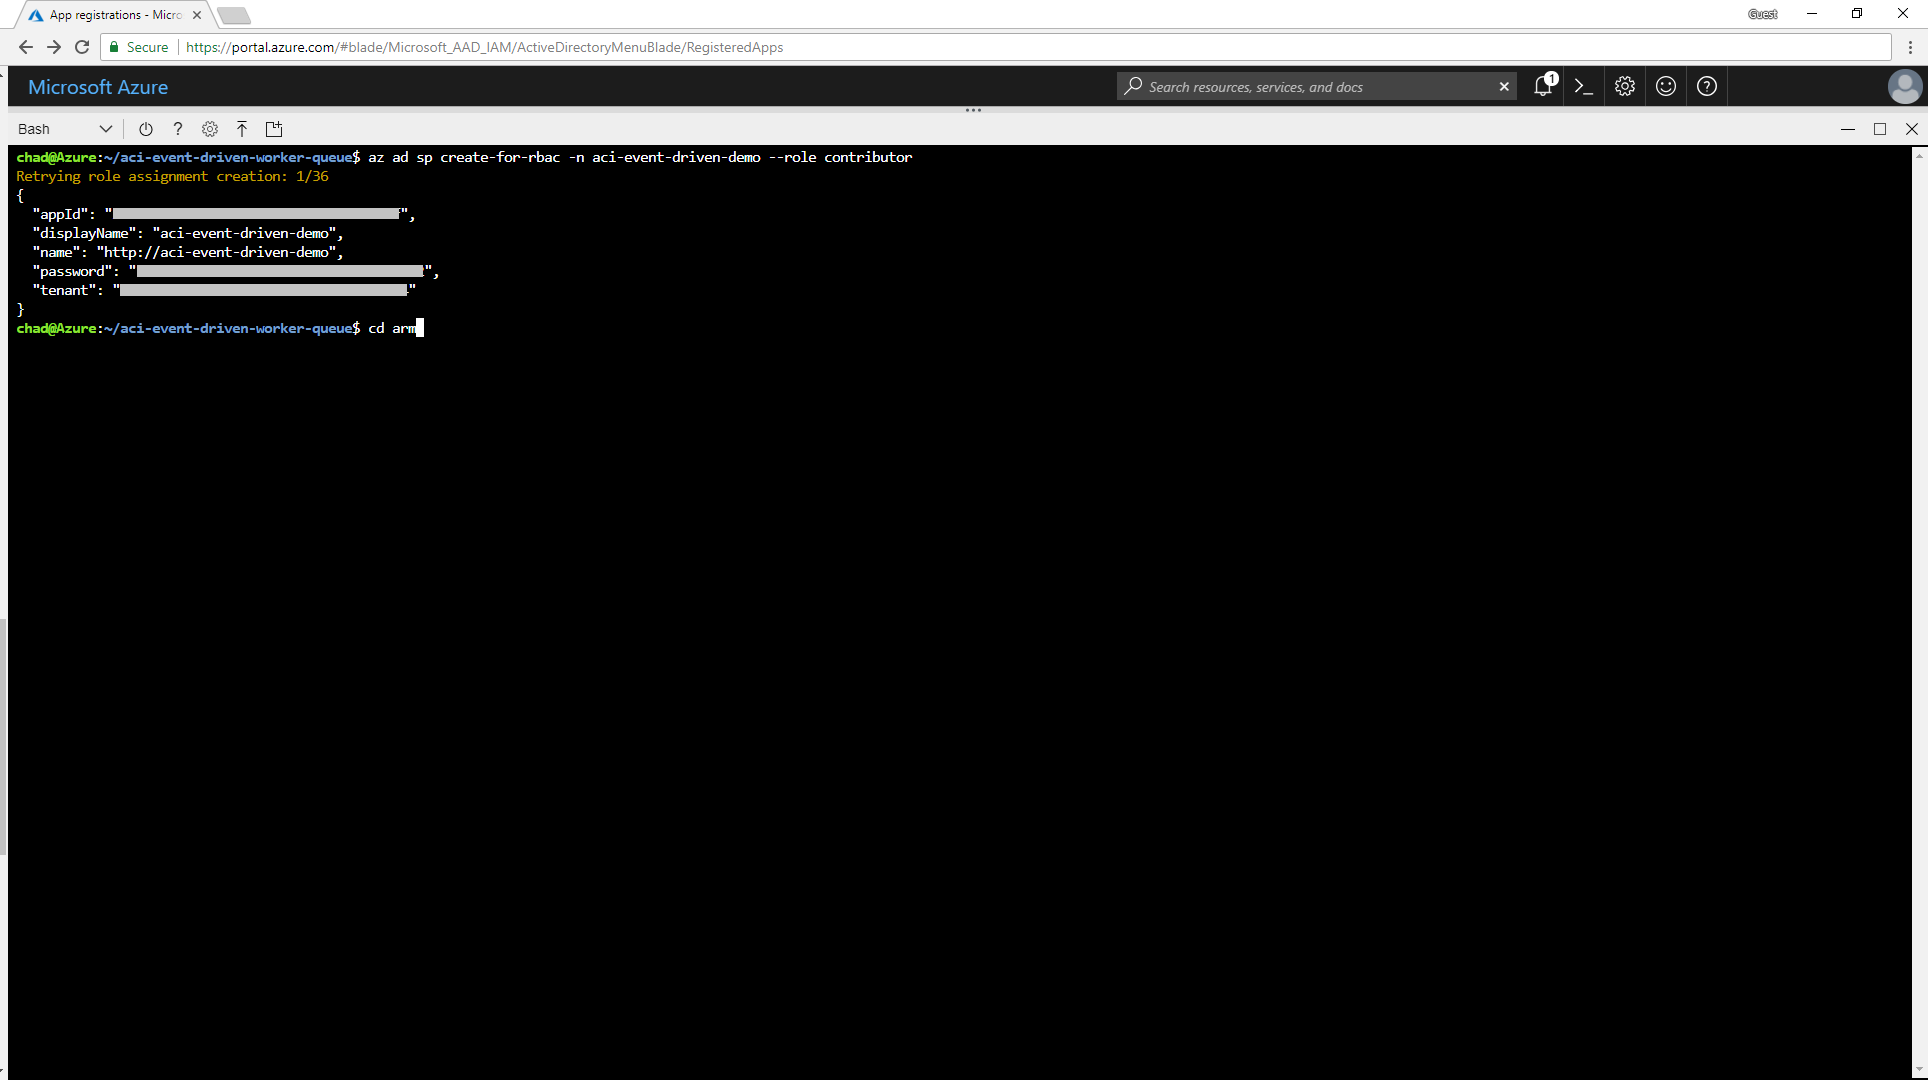 App registrations - Micro
Guest
Secure https://portal.azure.com/#blade/Microsoft_AAD_IAM/ActiveDirectoryMenuBlade/RegisteredApps
Microsoft Azure
Search resources, services, and docs
1
Bash
chad@Azure:~/aci-event-driven-worker-queue$ az ad sp create-for-rbac -n aci-event-driven-demo --role contributor
Retrying role assignment creation: 1/36
{
"appId": "",
"displayName": "aci-event-driven-demo",
"name": "http://aci-event-driven-demo",
"password": "",
"tenant": ""
}
chad@Azure:~/aci-event-driven-worker-queue$ cd arm